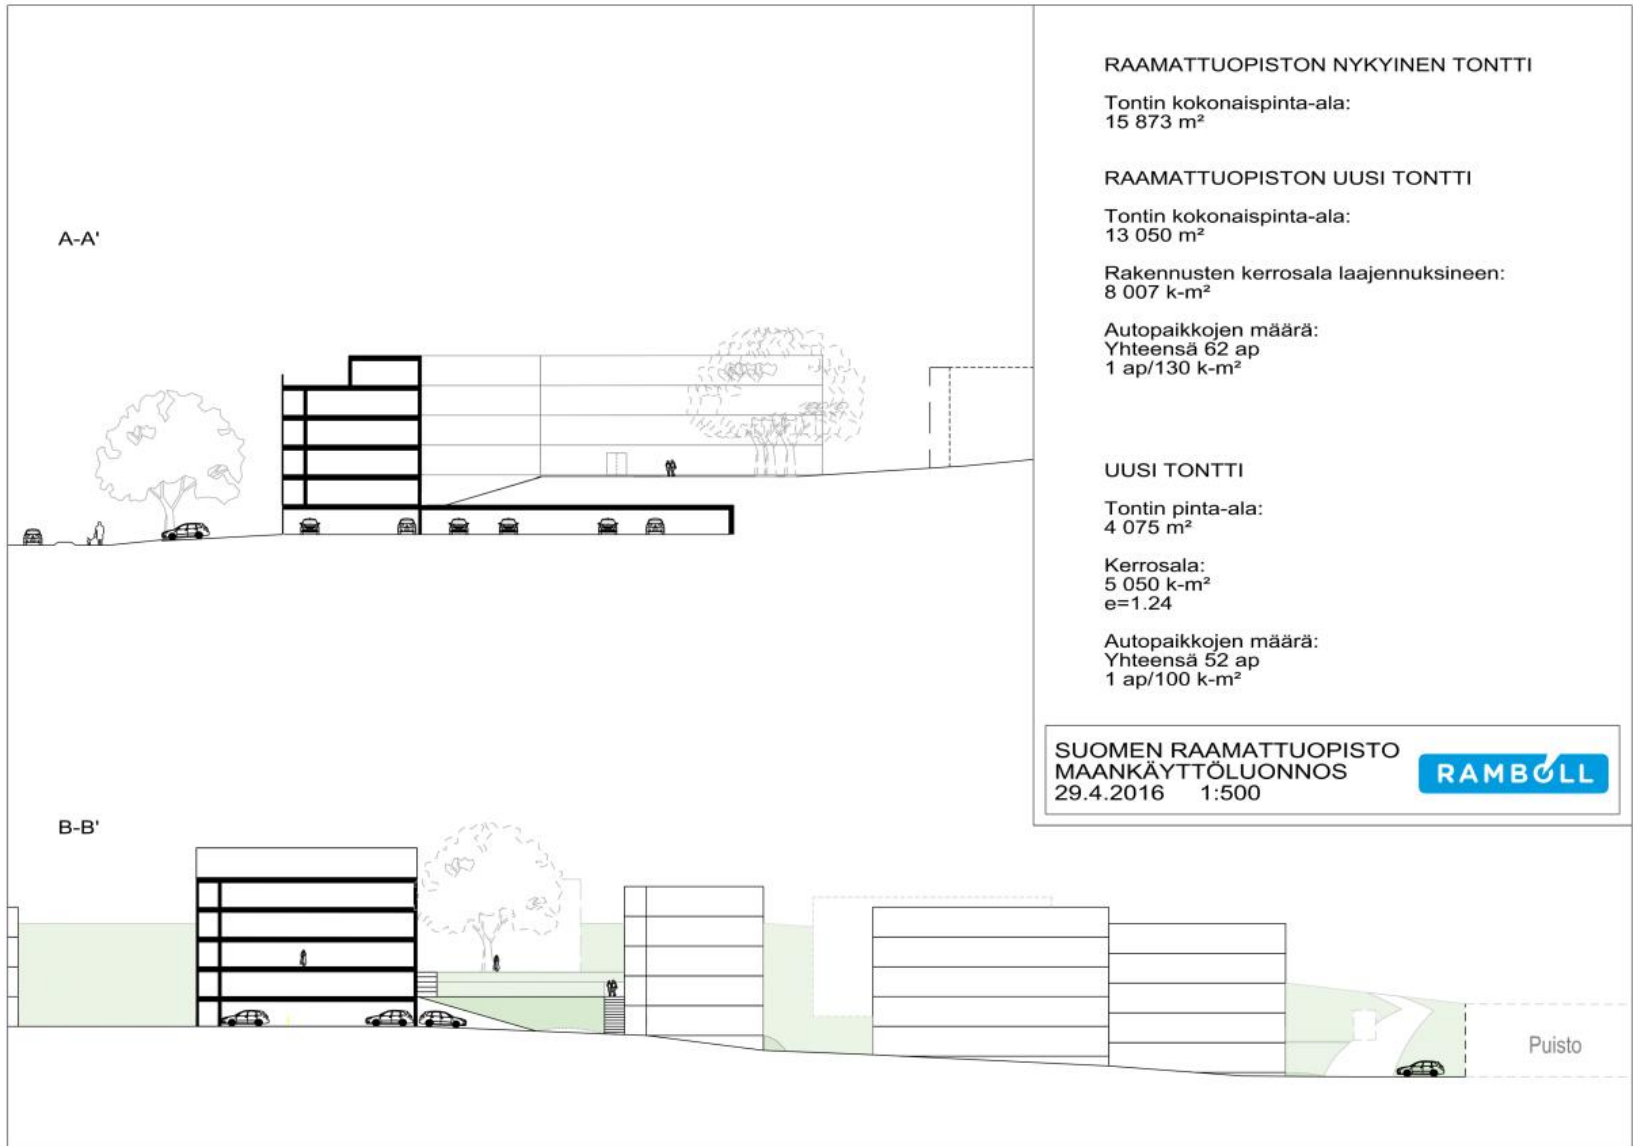 RAAMATTUOPISTON NYKYINEN TONTTI
Tontin kokonaispinta-ala:
15 873 m²
RAAMATTUOPISTON UUSI TONTTI
Tontin kokonaispinta-ala:
13 050 m²
Rakennusten kerrosala laajennuksineen:
8 007 k-m²
Autopaikkojen määrä:
Yhteensä 62 ap
1 ap/130 k-m²
UUSI TONTTI
Tontin pinta-ala:
4 075 m²
Kerrosala:
5 050 k-m²
e=1.24
Autopaikkojen määrä:
Yhteensä 52 ap
1 ap/100 k-m²
SUOMEN RAAMATTUOPISTO
MAANKÄYTTÖLUONNOS
29.4.2016 1:500
RAMBOLL
A-A'
B-B'
Puisto